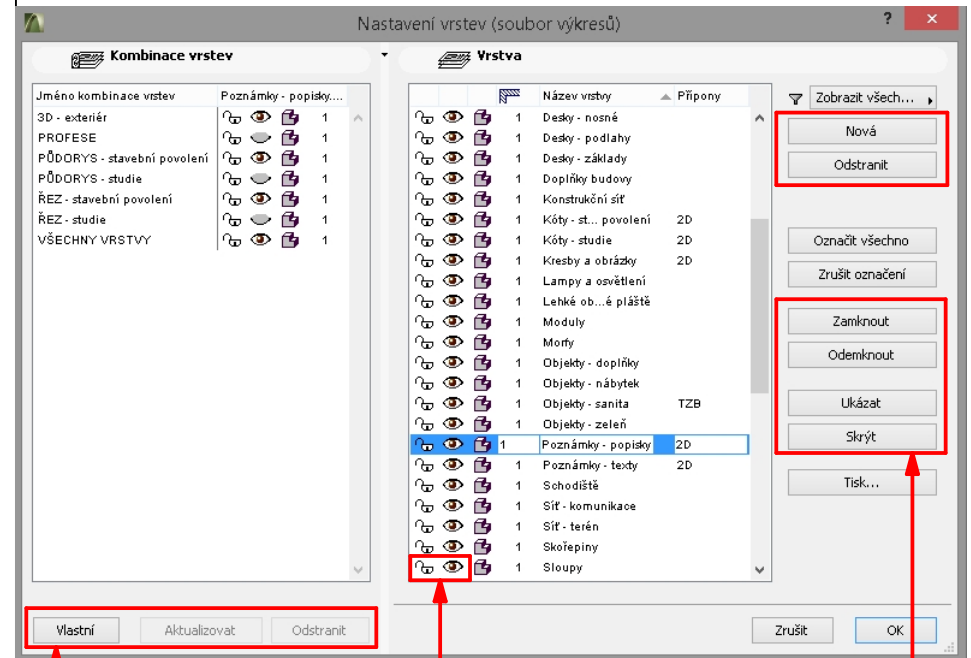 Nastavení vrstev (soubor výkresů)
?
Kombinace vrstev
Vrstva
Jméno kombinace vrstev Poznámky - popisky....
3D - exteriér 1
PROFESE 1
PŮDORYS - stavební povolení 1
PŮDORYS - studie 1
ŘEZ - stavební povolení 1
ŘEZ - studie 1
VŠECHNY VRSTVY 1
Název vrstvy Přípony
1 Desky - nosné
1 Desky - podlahy
1 Desky - základy
1 Doplňky budovy
1 Konstrukční síť
1 Kóty - st... povolení 2D
1 Kóty - studie 2D
1 Kresby a obrázky 2D
1 Lampy a osvětlení
1 Lehké ob...é pláště
1 Moduly
1 Morfy
1 Objekty - doplňky
1 Objekty - nábytek
1 Objekty - sanita TZB
1 Objekty - zeleň
1 Poznámky - popisky 2D
1 Poznámky - texty 2D
1 Schodiště
1 Síť - komunikace
1 Síť - terén
1 Skořepiny
1 Sloupy
Zobrazit všech...
Nová
Odstranit
Označit všechno
Zrušit označení
Zamknout
Odemknout
Ukázat
Skrýt
Tisk...
Vlastní Aktualizovat Odstranit
Zrušit OK